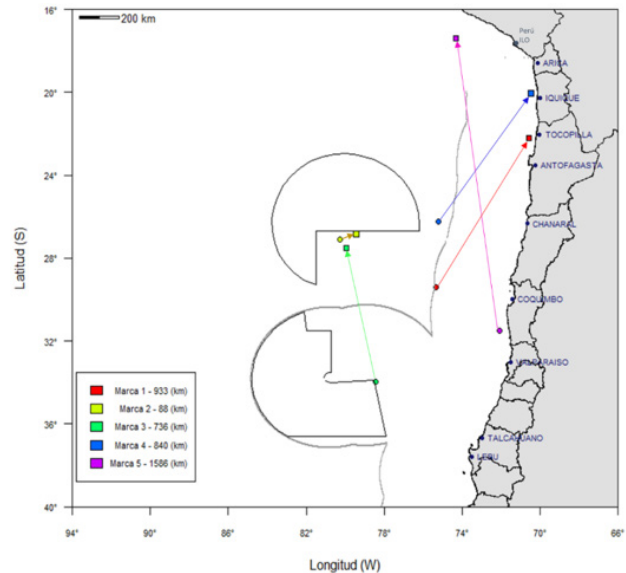 16°
20°
24°
28°
32°
36°
40°
Latitud (S)
200 km
Perú
ILO
ARICA
IQUIQUE
TOCOPILLA
ANTOFAGASTA
CHANARAL
COQUIMBO
VALPARAISO
TALCAHUANO
LEBU
Marca 1 - 933 (km)
Marca 2 - 88 (km)
Marca 3 - 736 (km)
Marca 4 - 840 (km)
Marca 5 - 1586 (km)
94° 90° 86° 82° 78° 74° 70° 66°
Longitud (W)